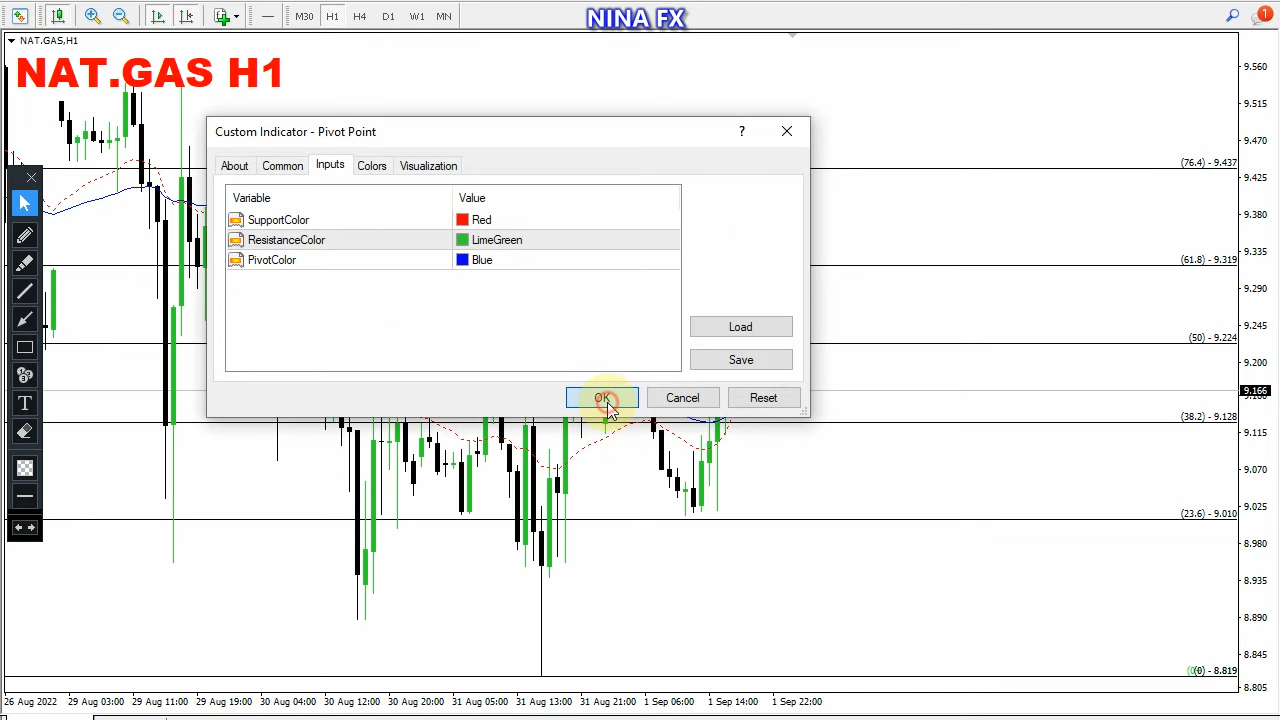 M30 H1 H4 D1 W1 MN
NINA FX
1
NAT.GAS,H1
NAT.GAS H1
Custom Indicator - Pivot Point
?
About Common Inputs Colors Visualization
Variable Value
SupportColor Red
ResistanceColor LimeGreen
PivotColor Blue
Load
Save
OK Cancel Reset
T
(76.4) - 9.437
(61.8) - 9.319
(50) - 9.224
(38.2) - 9.128
(23.6) - 9.010
(0) - 8.819
9.560
9.515
9.470
9.425
9.380
9.335
9.290
9.245
9.200
9.166
9.115
9.070
9.025
8.980
8.935
8.890
8.845
8.805
26 Aug 2022 29 Aug 03:00 29 Aug 11:00 29 Aug 19:00 30 Aug 04:00 30 Aug 12:00 30 Aug 20:00 31 Aug 05:00 31 Aug 13:00 31 Aug 21:00 1 Sep 06:00 1 Sep 14:00 1 Sep 22:00